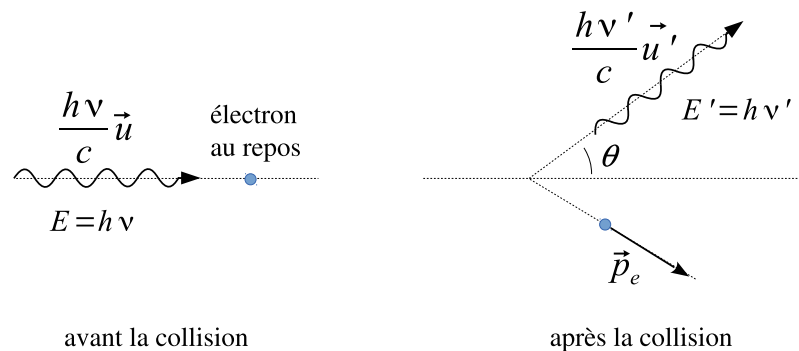 hν/c u⃗
électron
au repos
E=hν
avant la collision
hν'/c u⃗'
E'=hν'
θ
p⃗ₑ
après la collision